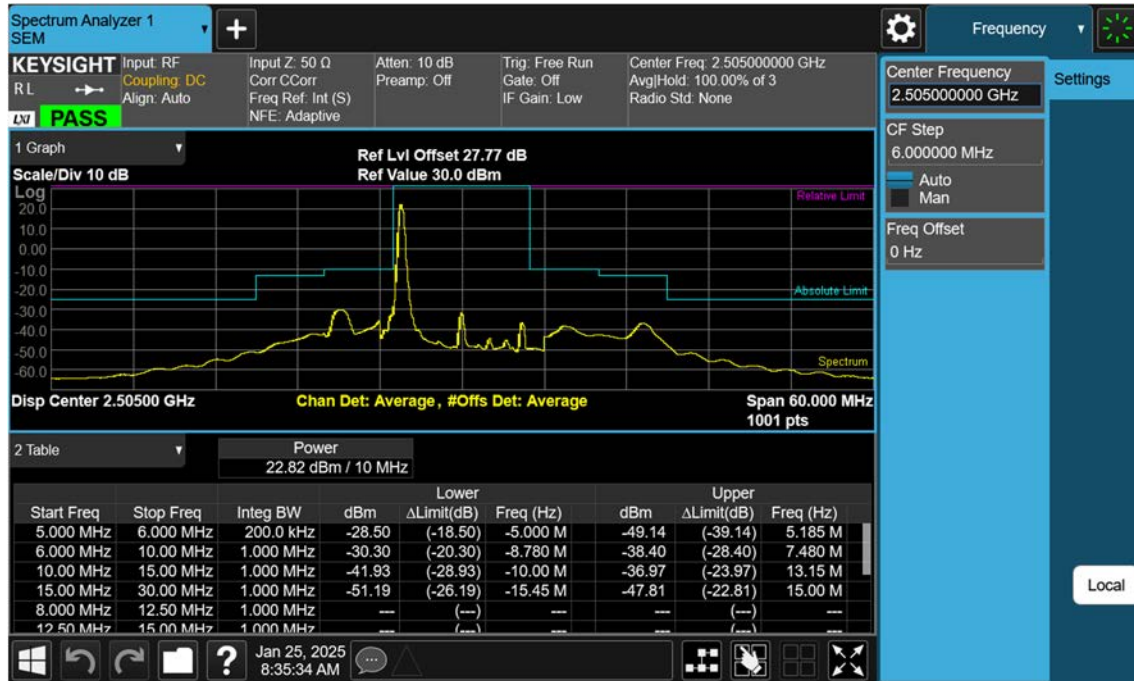 Spectrum Analyzer 1
SEM
Frequency
KEYSIGHT
RL
LXI PASS
Input: RF
Coupling: DC
Align: Auto
Input Z: 50 Ω
Corr CCorr
Freq Ref: Int (S)
NFE: Adaptive
Atten: 10 dB
Preamp: Off
Trig: Free Run
Gate: Off
IF Gain: Low
Center Freq: 2.505000000 GHz
Avg|Hold: 100.00% of 3
Radio Std: None
Center Frequency
2.505000000 GHz
Settings
CF Step
6.000000 MHz
Auto
Man
Freq Offset
0 Hz
Local
1 Graph
Scale/Div 10 dB
Ref Lvl Offset 27.77 dB
Ref Value 30.0 dBm
Log
20.0
10.0
0.00
-10.0
-20.0
-30.0
-40.0
-50.0
-60.0
Relative Limit
Absolute Limit
Spectrum
Disp Center 2.50500 GHz
Chan Det: Average, #Offs Det: Average
Span 60.000 MHz
1001 pts
2 Table
Power
22.82 dBm / 10 MHz
Lower Upper
Start Freq Stop Freq Integ BW dBm ΔLimit(dB) Freq (Hz) dBm ΔLimit(dB) Freq (Hz)
5.000 MHz 6.000 MHz 200.0 kHz -28.50 (-18.50) -5.000 M -49.14 (-39.14) 5.185 M
6.000 MHz 10.00 MHz 1.000 MHz -30.30 (-20.30) -8.780 M -38.40 (-28.40) 7.480 M
10.00 MHz 15.00 MHz 1.000 MHz -41.93 (-28.93) -10.00 M -36.97 (-23.97) 13.15 M
15.00 MHz 30.00 MHz 1.000 MHz -51.19 (-26.19) -15.45 M -47.81 (-22.81) 15.00 M
8.000 MHz 12.50 MHz 1.000 MHz --- (---) --- --- (---) ---
12.50 MHz 15.00 MHz 1.000 MHz --- (---) --- --- (---) ---
?
Jan 25, 2025
8:35:34 AM